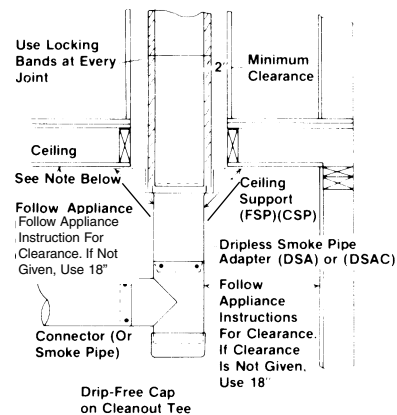 Use Locking
Bands at Every
Joint
2"
Minimum
Clearance
Ceiling
See Note Below
Follow Appliance
Follow Appliance
Instruction For
Clearance. If Not
Given, Use 18”
Ceiling
Support
(FSP)(CSP)
Dripless Smoke Pipe
Adapter (DSA) or (DSAC)
Follow
Appliance
Instructions
For Clearance.
If Clearance
Is Not Given,
Use 18"
Connector (Or
Smoke Pipe)
Drip-Free Cap
on Cleanout Tee